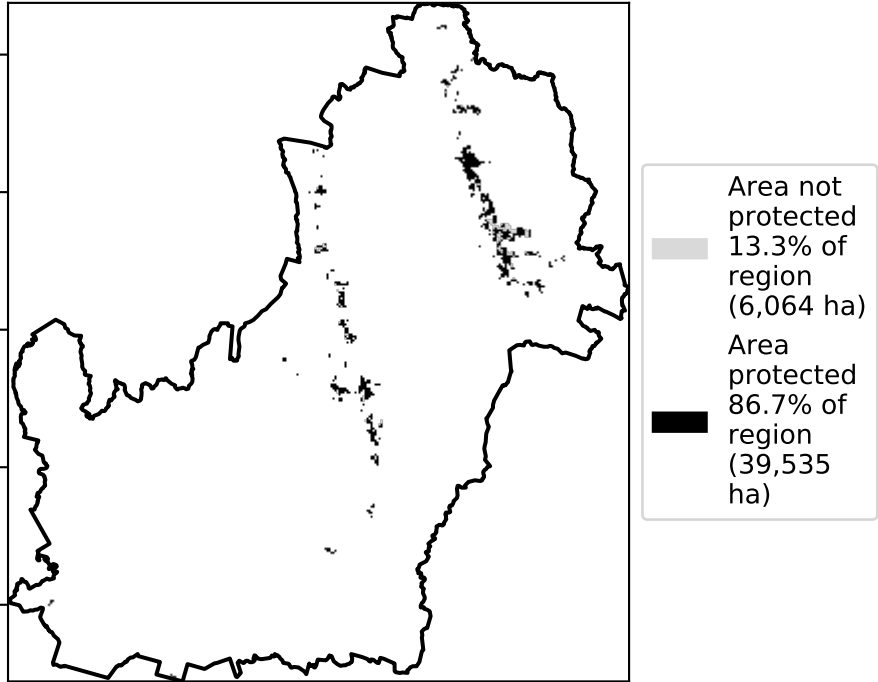 Area not
protected
13.3% of
region
(6,064 ha)
Area
protected
86.7% of
region
(39,535
ha)